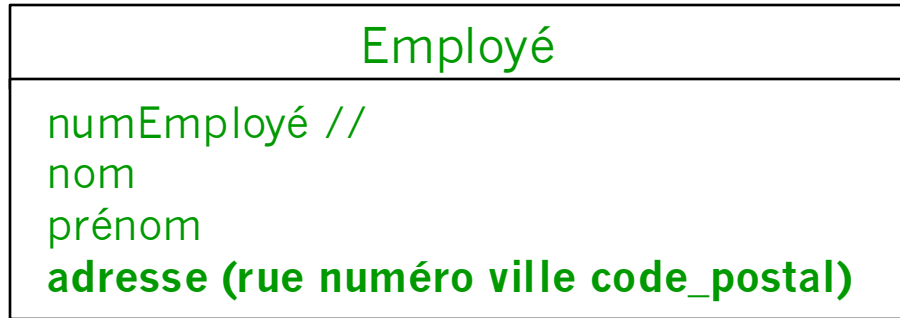 Employé
numEmployé //
nom
prénom
adresse (rue numéro ville code_postal)